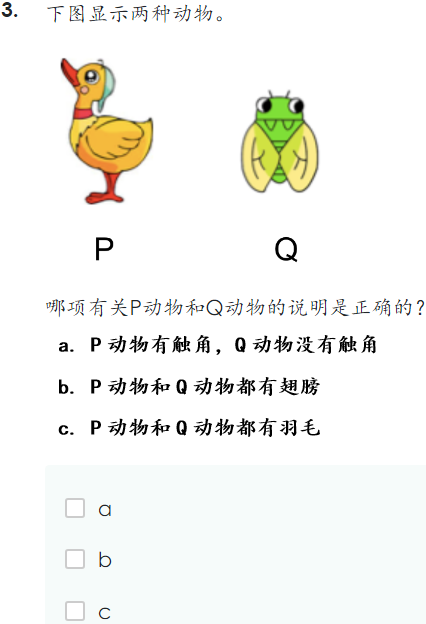 3. 下图显示两种动物。
P Q
哪项有关P动物和Q动物的说明是正确的？
a. P 动物有触角，Q 动物没有触角
b. P 动物和 Q 动物都有翅膀
c. P 动物和 Q 动物都有羽毛
a
b
c